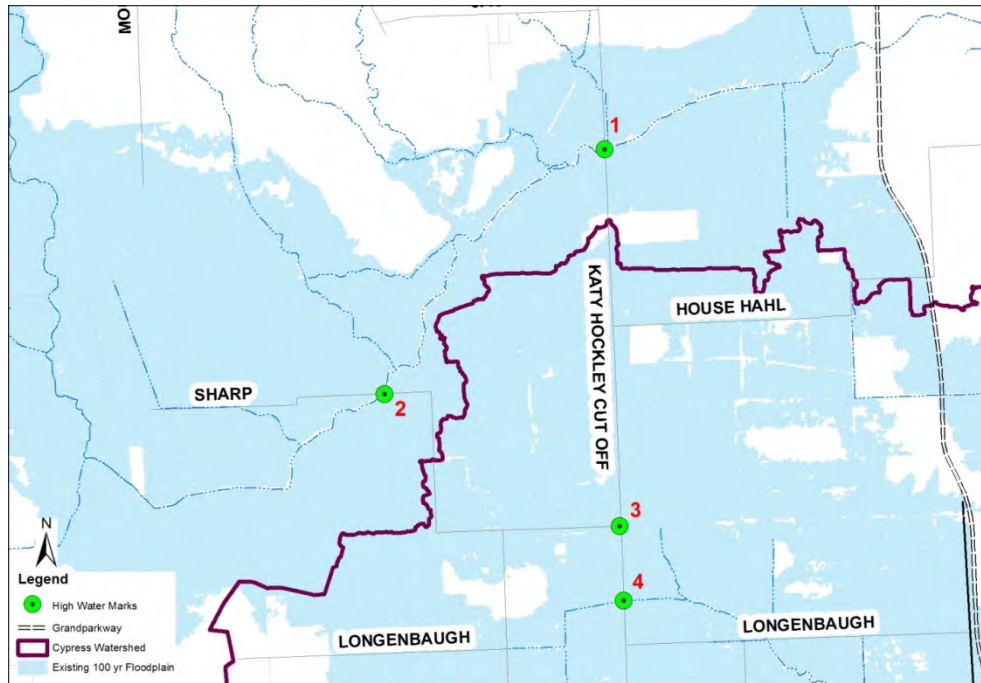 MO
1
KATY HOCKLEY CUT OFF
HOUSE HAHL
SHARP
2
3
4
LONGENBAUGH
LONGENBAUGH
N
Legend
High Water Marks
Grandparkway
Cypress Watershed
Existing 100 yr Floodplain